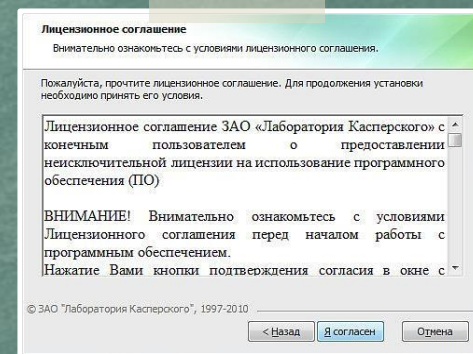 Лицензионное соглашение
Внимательно ознакомьтесь с условиями лицензионного соглашения.
Пожалуйста, прочтите лицензионное соглашение. Для продолжения установки
необходимо принять его условия.
Лицензионное соглашение ЗАО «Лаборатория Касперского» с
конечным пользователем о предоставлении
неисключительной лицензии на использование программного
обеспечения (ПО)
ВНИМАНИЕ! Внимательно ознакомьтесь с условиями
Лицензионного соглашения перед началом работы с
программным обеспечением.
Нажатие Вами кнопки подтверждения согласия в окне с
© ЗАО "Лаборатория Касперского", 1997-2010
< Назад Я согласен Отмена